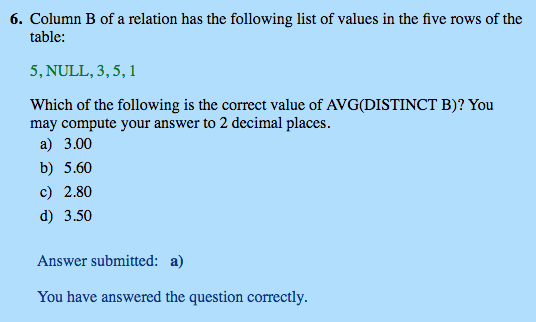 6. Column B of a relation has the following list of values in the five rows of the
table:
5, NULL, 3, 5, 1
Which of the following is the correct value of AVG(DISTINCT B)? You
may compute your answer to 2 decimal places.
a) 3.00
b) 5.60
c) 2.80
d) 3.50
Answer submitted: a)
You have answered the question correctly.